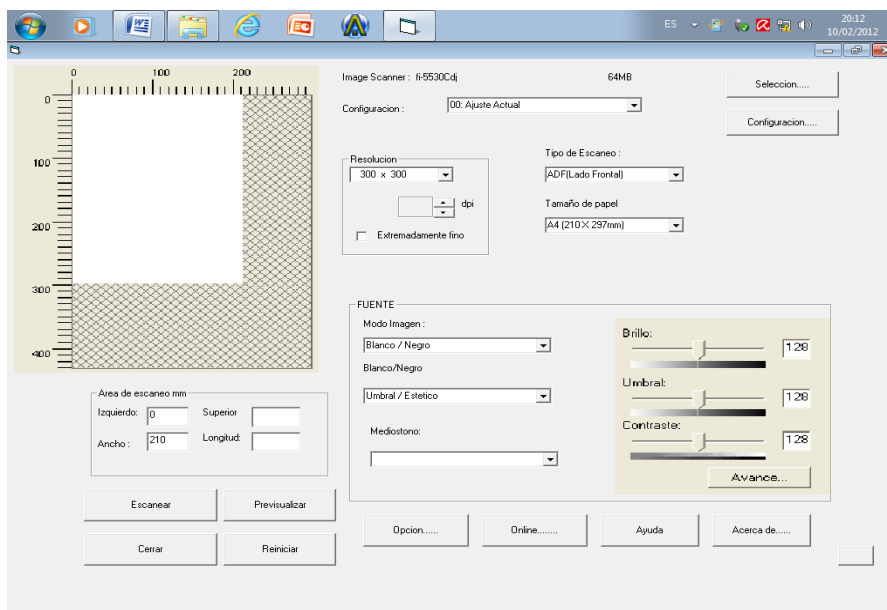 ES
20:12
10/02/2012
0 100 200
0
100
200
300
400
Image Scanner : fi-5530Cdj 64MB
Seleccion.....
Configuracion :
00: Ajuste Actual
Configuracion.....
Resolucion
300 x 300
dpi
Extremadamente fino
Tipo de Escaneo :
ADF(Lado Frontal)
Tamaño de papel
A4 (210 X 297mm)
FUENTE
Modo Imagen :
Blanco / Negro
Blanco/Negro
Umbral / Estetico
Mediostono:
Brillo:
128
Umbral:
128
Contraste:
128
Avance...
Area de escaneo mm
Izquierdo: 0 Superior
Ancho : 210 Longitud:
Escanear Previsualizar
Cerrar Reiniciar
Opcion...... Online........ Ayuda Acerca de......